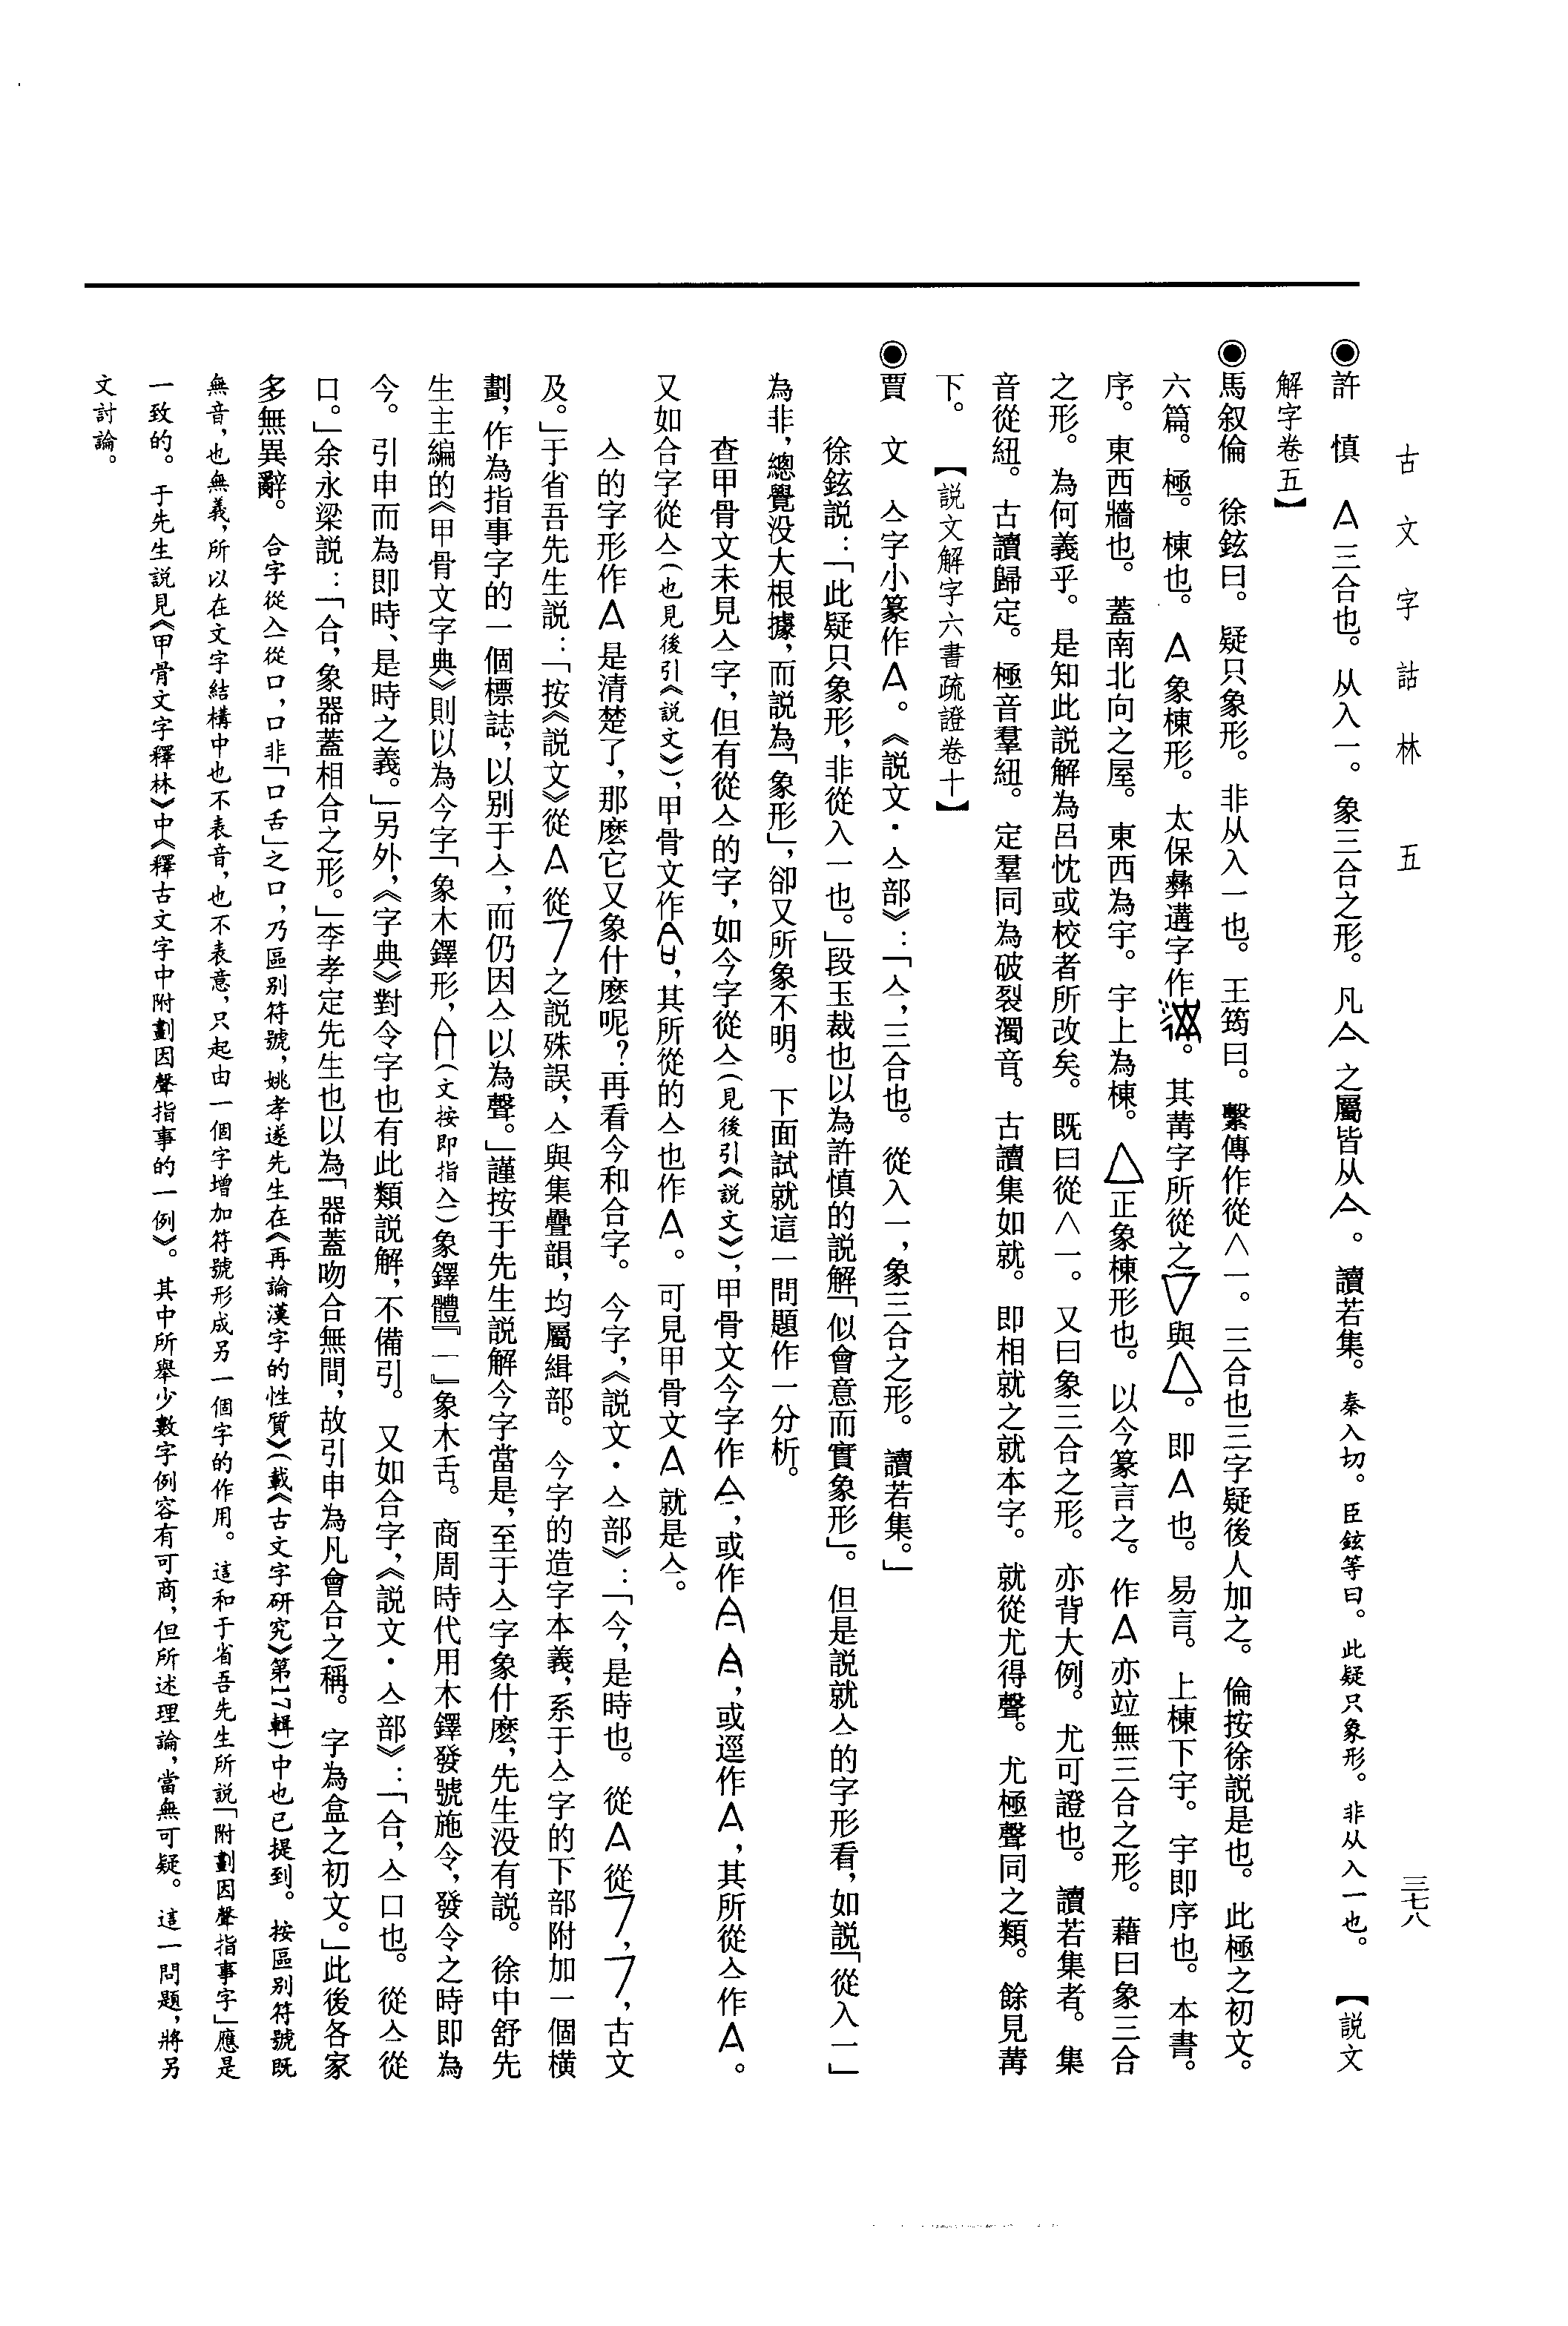 古文字詁林　五
三七八
◉許　慎　𠓛三合也。从入一。象三合之形。凡亼之屬皆从亼。讀若集。秦入切。臣鉉等曰。此疑只象形。非从入一也。【說文
解字卷五】
◉馬叙倫　徐鉉曰。疑只象形。非从入一也。王筠曰。繫傳作從∧一。三合也三字疑後人加之。倫按徐說是也。此極之初文。
六篇。極。棟也。𠓛象棟形。太保彝遘字作。其冓字所從之▽與△。即𠓛也。易言。上棟下宇。宇即序也。本書。
序。東西牆也。蓋南北向之屋。東西為宇。宇上為棟。△正象棟形也。以今篆言之。作𠓛亦竝無三合之形。藉曰象三合
之形。為何義乎。是知此說解為呂忱或校者所改矣。既曰從∧一。又曰象三合之形。亦背大例。尤可證也。讀若集者。集
音從紐。古讀歸定。極音羣紐。定羣同為破裂濁音。古讀集如就。即相就之就本字。就從尤得聲。尤極聲同之類。餘見冓
下。【說文解字六書疏證卷十】
◉賈　文　亼字小篆作𠓛。《說文·亼部》：「亼，三合也。從入一，象三合之形。讀若集。」
徐鉉說：「此疑只象形，非從入一也。」段玉裁也以為許慎的說解「似會意而實象形」。但是說就亼的字形看，如說「從入一」
為非，總覺没大根據，而說為「象形」，卻又所象不明。下面試就這一問題作一分析。
查甲骨文未見亼字，但有從亼的字，如今字從亼（見後引《說文》），甲骨文今字作，或作，或逕作𠓛，其所從亼作𠓛。
又如合字從亼（也見後引《說文》），甲骨文作，其所從的亼也作𠓛。可見甲骨文𠓛就是亼。
亼的字形作𠓛是清楚了，那麽它又象什麽呢？再看今和合字。今字，《說文·亼部》：「今，是時也。從𠓛從㇇，㇇，古文
及。」于省吾先生說：「按《說文》從𠓛從㇇之說殊誤，亼與集疊韻，均屬緝部。今字的造字本義，系于亼字的下部附加一個橫
劃，作為指事字的一個標誌，以别于亼，而仍因亼以為聲。」謹按于先生說解今字當是，至于亼字象什麽，先生没有說。徐中舒先
生主編的《甲骨文字典》則以為今字「象木鐸形，（文按即指亼）象鐸體『一』象木舌。商周時代用木鐸發號施令，發令之時即為
今。引申而為即時、是時之義。」另外，《字典》對令字也有此類說解，不備引。又如合字，《說文·亼部》：「合，亼口也。從亼從
口。」余永梁說：「合，象器蓋相合之形。」李孝定先生也以為「器蓋吻合無間，故引申為凡會合之稱。字為盒之初文。」此後各家
多無異辭。合字從亼從口，口非「口舌」之口，乃區别符號，姚孝遂先生在《再論漢字的性質》（載《古文字研究》第17輯）中也已提到。按區别符號既
無音，也無義，所以在文字結構中也不表音，也不表意，只起由一個字增加符號形成另一個字的作用。這和于省吾先生所說「附劃因聲指事字」應是
一致的。于先生說見《甲骨文字釋林》中《釋古文字中附劃因聲指事的一例》。其中所舉少數字例容有可商，但所述理論，當無可疑。這一問題，將另
文討論。